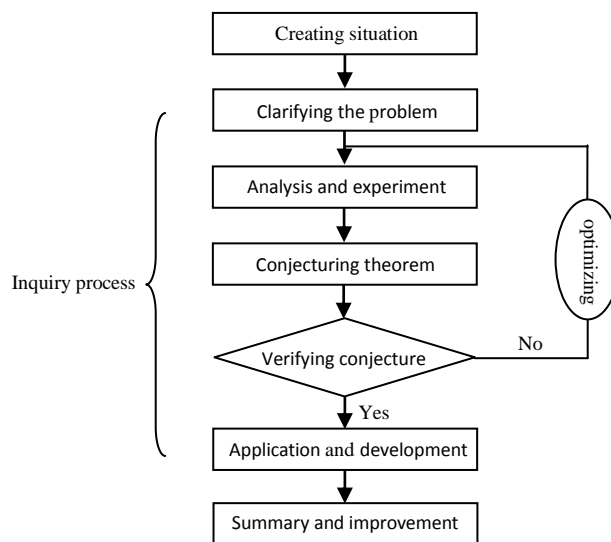 Creating situation
Clarifying the problem
Analysis and experiment
optimizing
Conjecturing theorem
Inquiry process
Verifying conjecture
No
Yes
Application and development
Summary and improvement